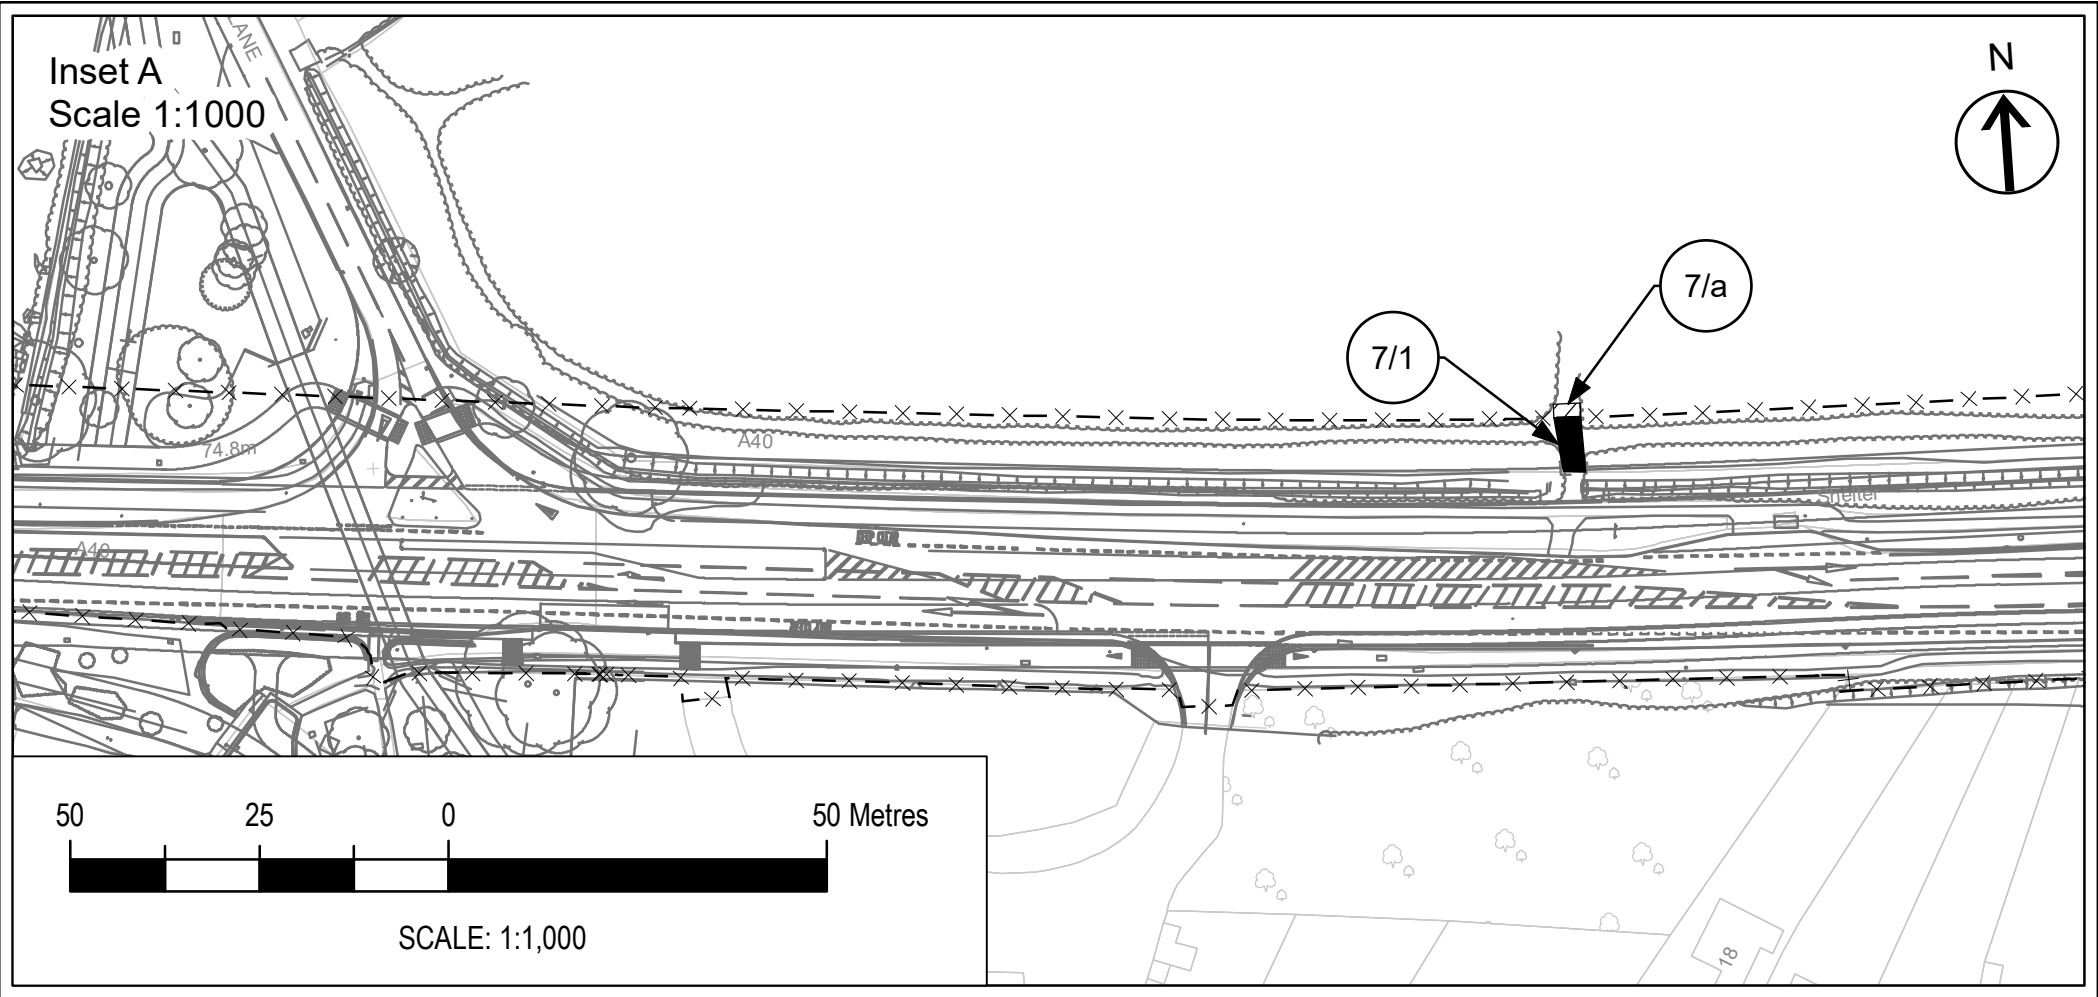 Inset A
Scale 1:1000
ANE
N
7/a
7/1
A40
74.8m
Shelter
A40
50 25 0 50 Metres
SCALE: 1:1,000
18